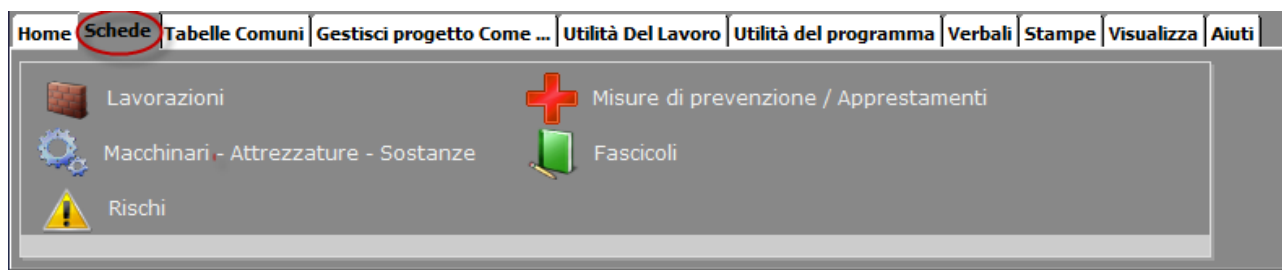 Home Schede Tabelle Comuni Gestisci progetto Come ... Utilità Del Lavoro Utilità del programma Verbali Stampe Visualizza Aiuti
Lavorazioni Misure di prevenzione / Apprestamenti
Macchinari - Attrezzature - Sostanze Fascicoli
Rischi